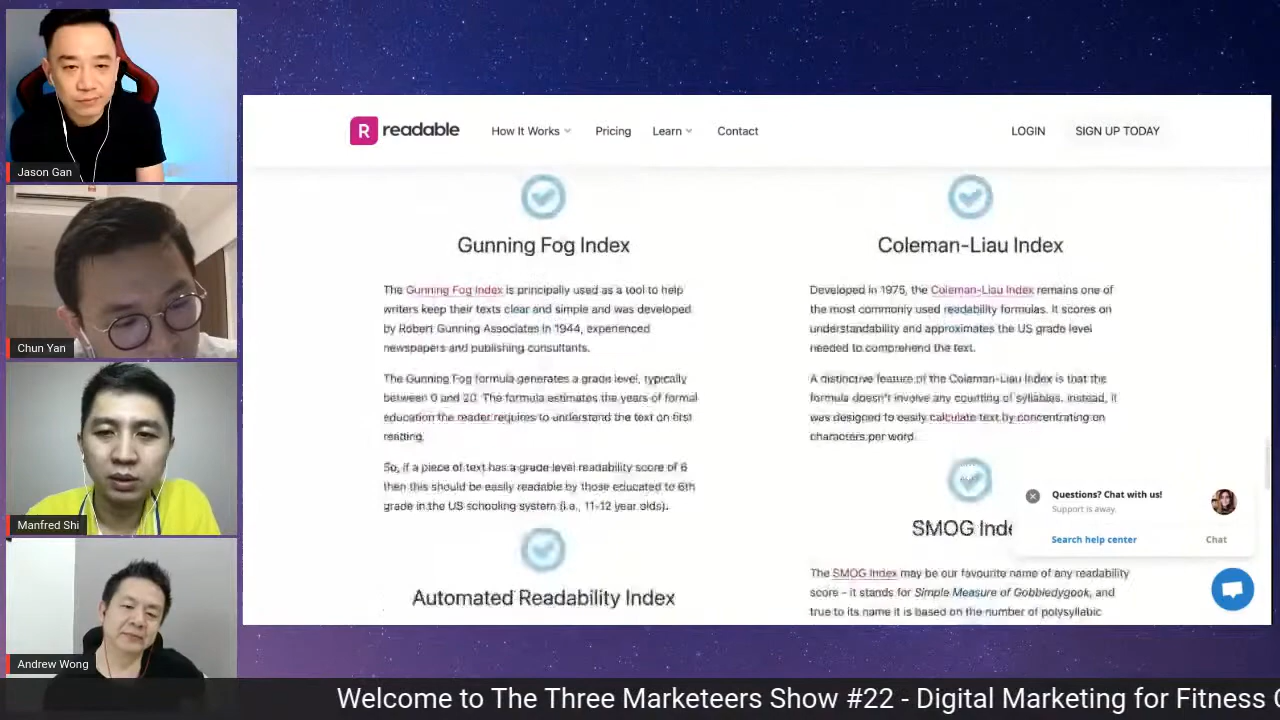 Jason Gan
Chun Yan
Manfred Shi
Andrew Wong
R readable
How It Works
Pricing
Learn
Contact
LOGIN
SIGN UP TODAY
Gunning Fog Index
The Gunning Fog Index is principally used as a tool to help
writers keep their texts clear and simple and was developed
by Robert Gunning Associates in 1944, experienced
newspapers and publishing consultants.
The Gunning Fog formula generates a grade level, typically
between 0 and 20. The formula estimates the years of formal
education the reader requires to understand the text on first
reading.
So, if a piece of text has a grade level readability score of 6
then this should be easily readable by those educated to 6th
grade in the US schooling system (i.e., 11-12 year olds).
Automated Readability Index
Coleman-Liau Index
Developed in 1975, the Coleman-Liau Index remains one of
the most commonly used readability formulas. It scores on
understandability and approximates the US grade level
needed to comprehend the text.
A distinctive feature of the Coleman-Liau Index is that the
formula doesn't involve any counting of syllables. Instead, it
was designed to easily calculate text by concentrating on
characters per word.
SMOG Inde
The SMOG Index may be our favourite name of any readability
score - it stands for Simple Measure of Gobbledygook, and
true to its name it is based on the number of polysyllabic
Questions? Chat with us!
Support is away.
Search help center
Chat
Welcome to The Three Marketeers Show #22 - Digital Marketing for Fitness